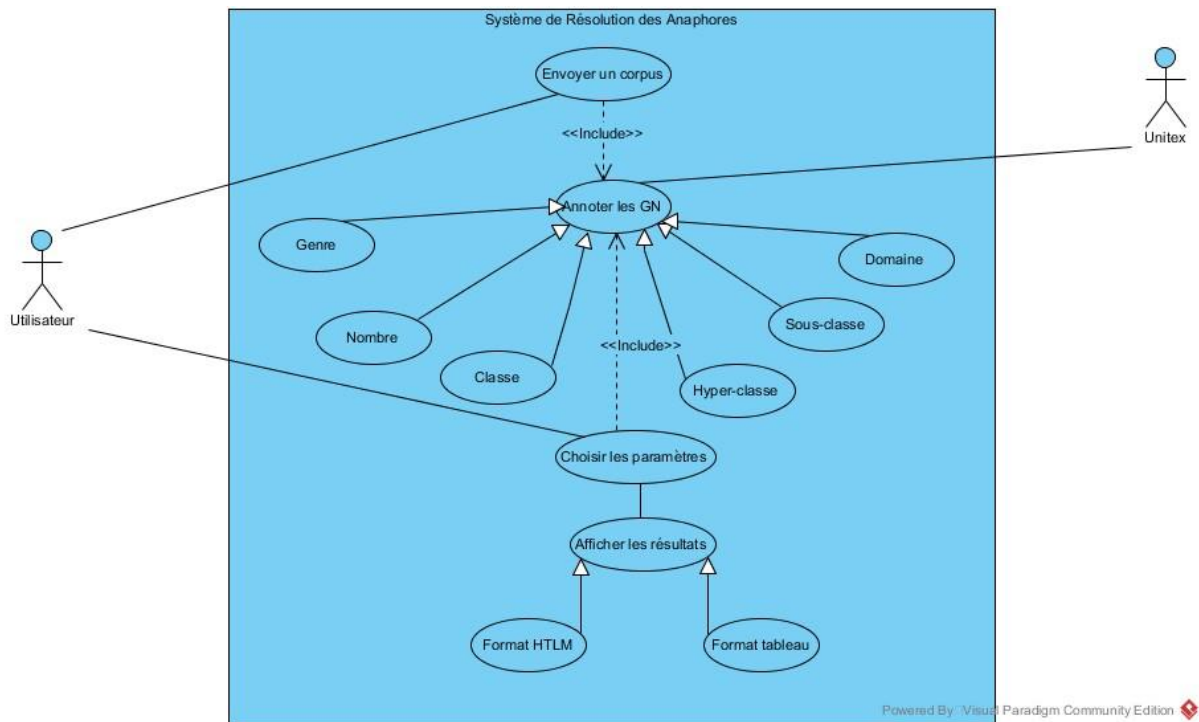 Système de Résolution des Anaphores
Envoyer un corpus
<<Include>>
Unitex
Annoter les GN
Genre
Domaine
Utilisateur
Nombre
Sous-classe
<<Include>>
Classe
Hyper-classe
Choisir les paramètres
Afficher les résultats
Format HTLM
Format tableau
Powered By Visual Paradigm Community Edition